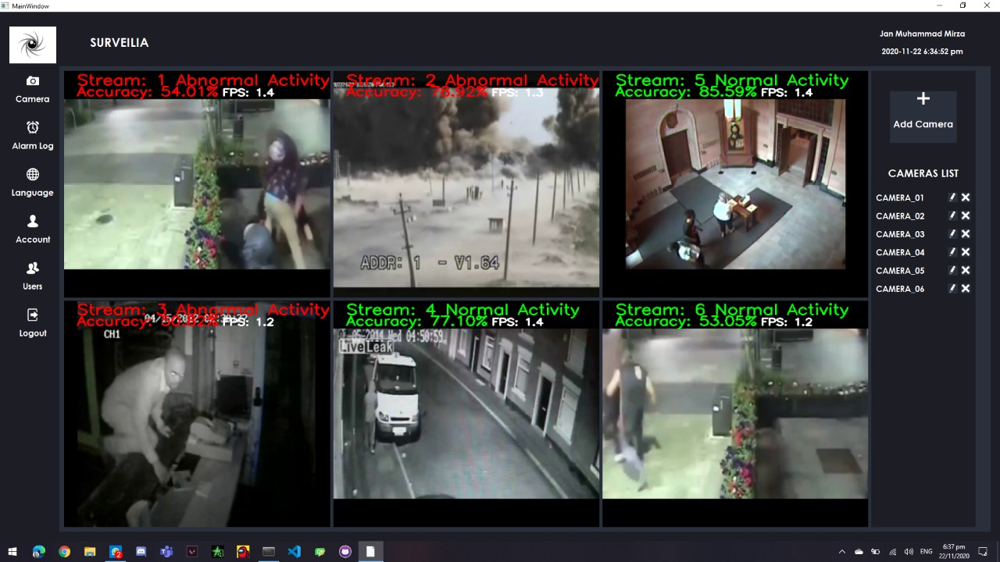 MainWindow
SURVEILIA
Jan Muhammad Mirza
2020-11-22 6:36:52 pm
Camera
Alarm Log
Language
Account
Users
Logout
Stream: 1 Abnormal Activity
Accuracy: 54.01% FPS: 1.4
Stream: 2 Abnormal Activity
Accuracy: 78.92% FPS: 1.3
ADDR: 1 - V1.64
Stream: 5 Normal Activity
Accuracy: 85.59% FPS: 1.4
Stream: 3 Abnormal Activity
Accuracy: FPS: 1.2
CH1
Stream: 4 Normal Activity
Accuracy: 77.10% FPS: 1.4
Wed 04:50:59
LiveLeak
Stream: 6 Normal Activity
Accuracy: 53.05% FPS: 1.2
Add Camera
CAMERAS LIST
CAMERA_01
CAMERA_02
CAMERA_03
CAMERA_04
CAMERA_05
CAMERA_06
2
ENG
6:37 pm
22/11/2020